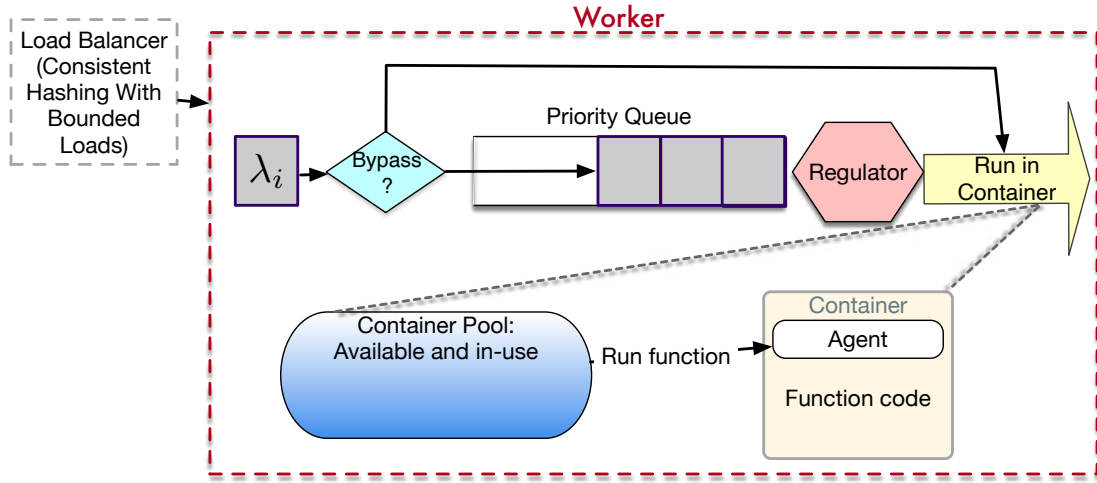 Worker
Load Balancer
(Consistent
Hashing With
Bounded
Loads)
λi
Bypass
?
Priority Queue
Regulator
Run in
Container
Container Pool:
Available and in-use
Run function
Container
Agent
Function code